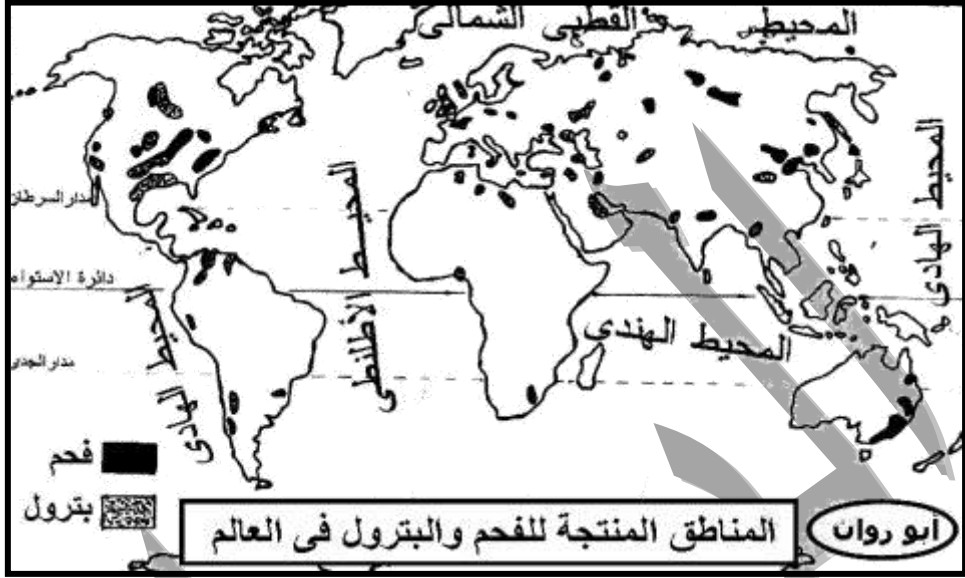 المحيط القطبى الشمالى
المحيط الهادى
مدار السرطان
المحيط الأطلنطى
دائرة الاستواء
المحيط الهادى
المحيط الهندى
مدار الجدى
فحم
بترول
المناطق المنتجة للفحم والبترول فى العالم
أبو روان